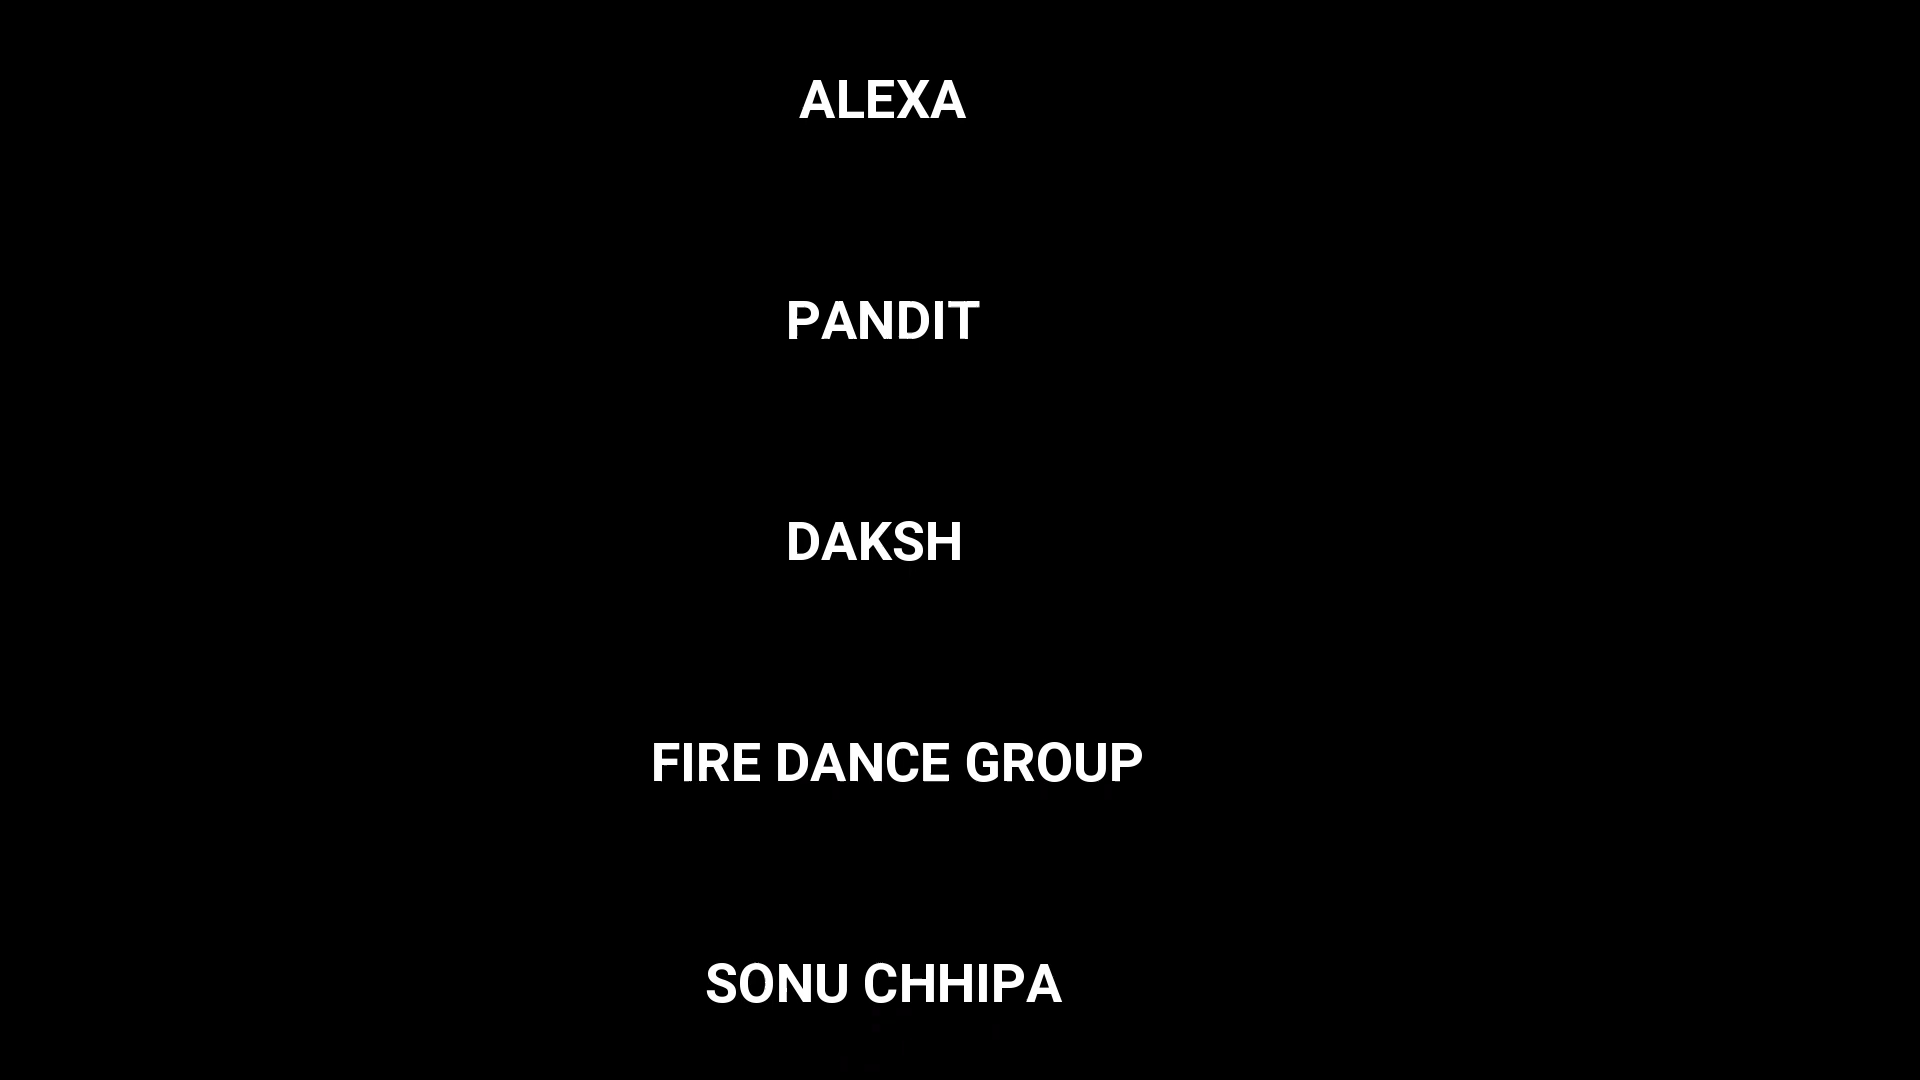 ALEXA
PANDIT
DAKSH
FIRE DANCE GROUP
SONU CHHIPA